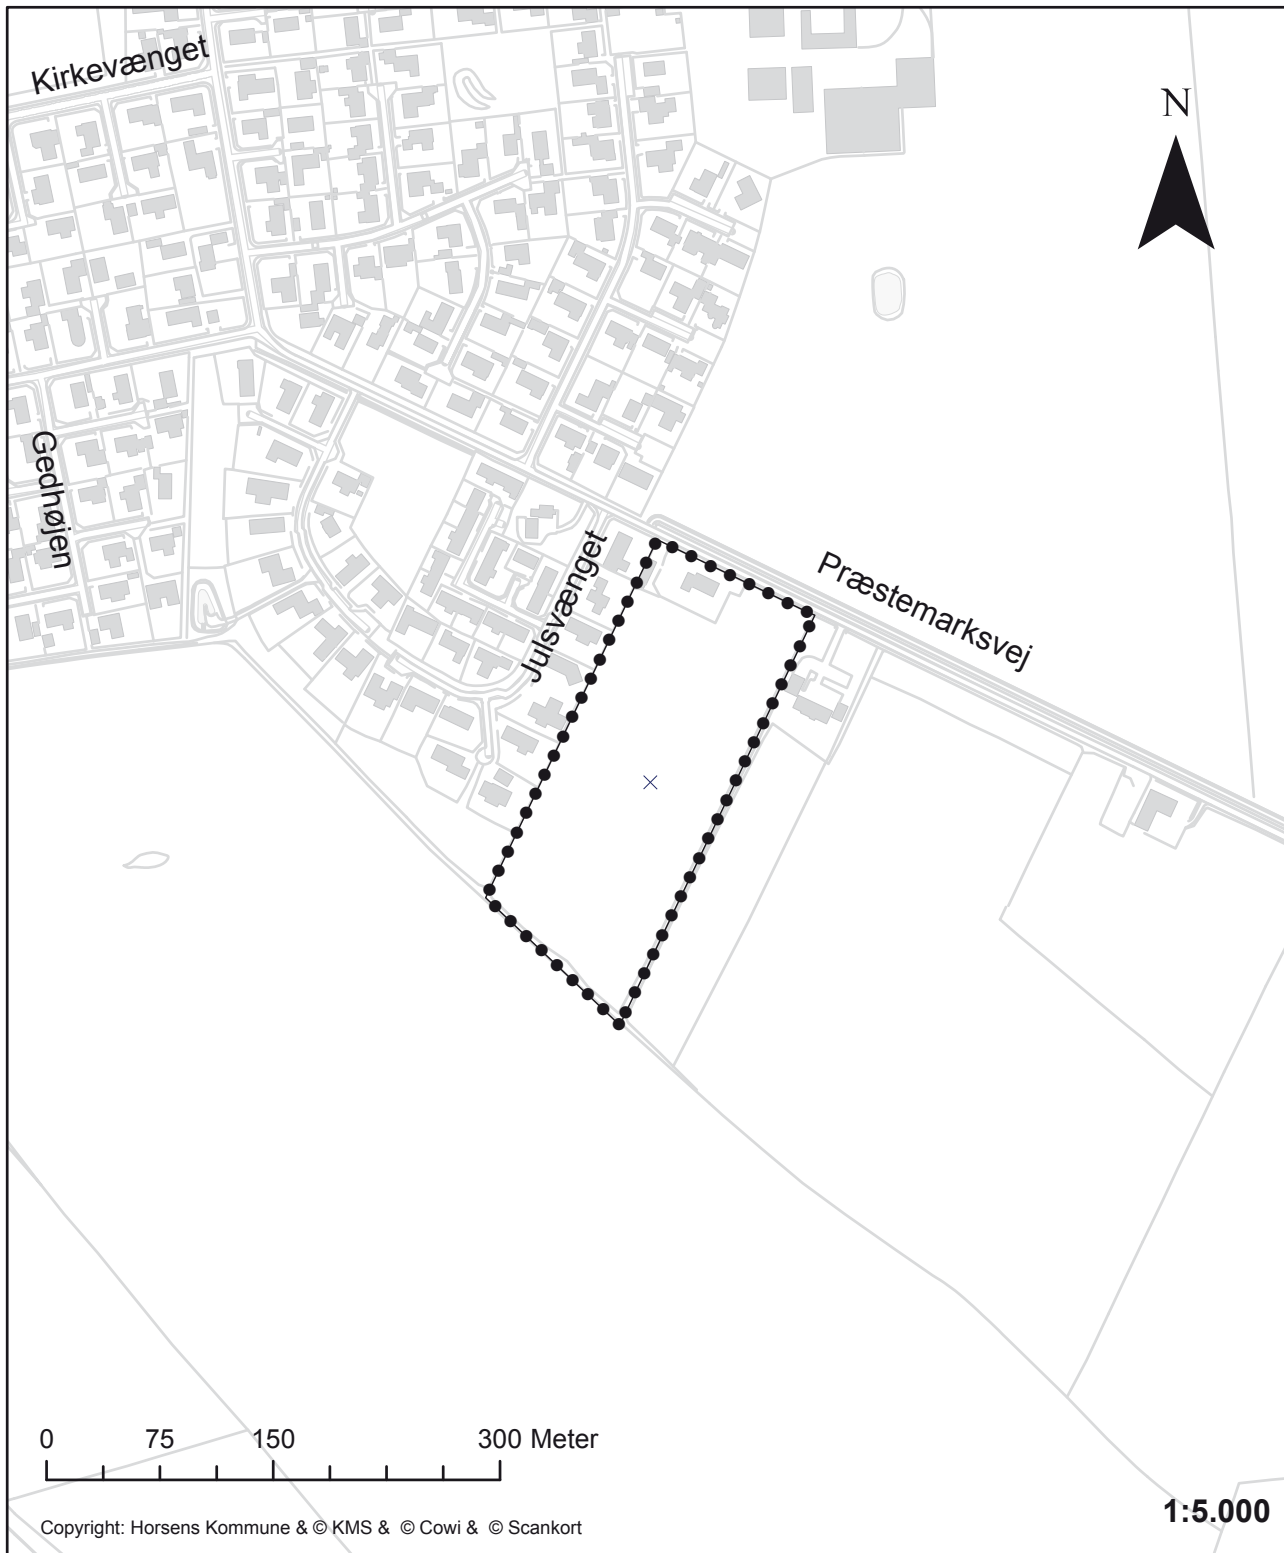 Kirkevænget
N
Gedhøjen
Julsvænget
Præstemarksvej
0 75 150 300 Meter
1:5.000
Copyright: Horsens Kommune & © KMS & © Cowi & © Scankort